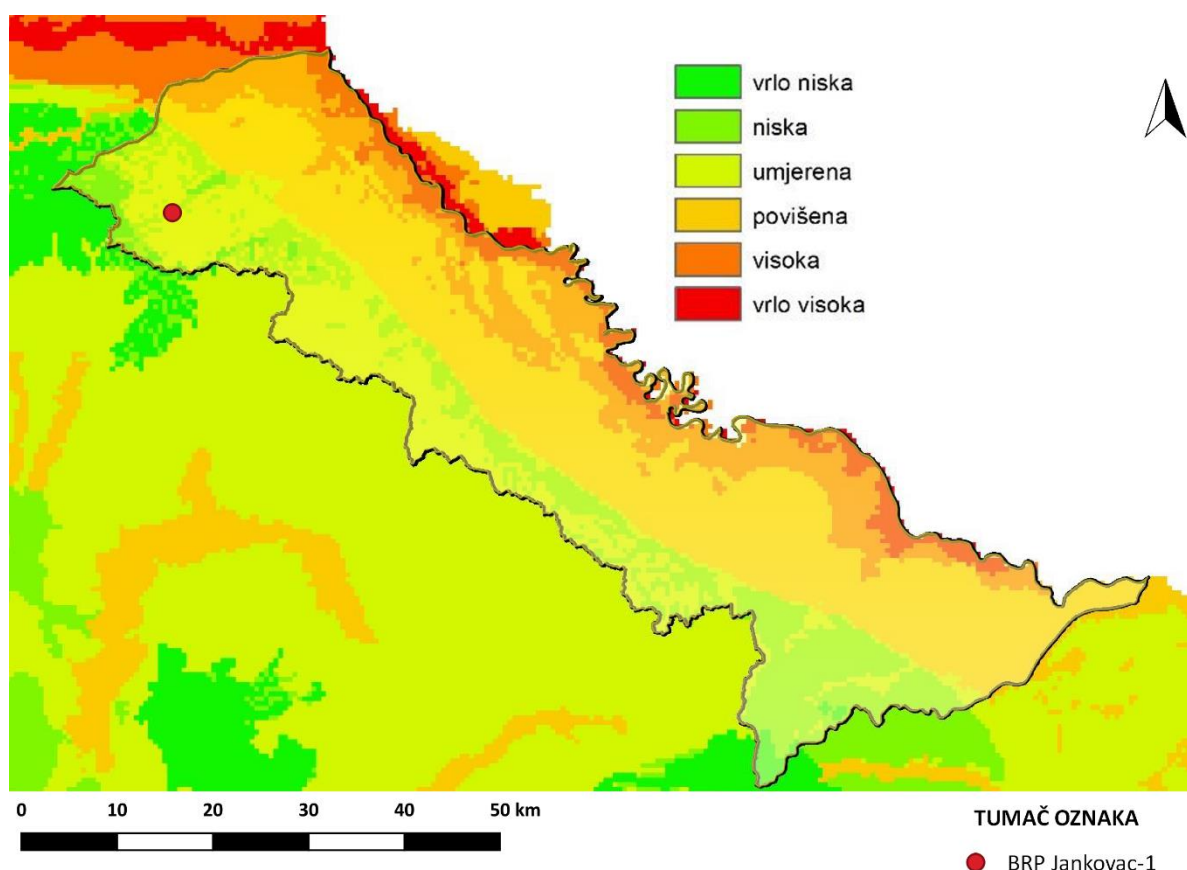 vrlo niska
niska
umjerena
povišena
visoka
vrlo visoka
0 10 20 30 40 50 km
TUMAČ OZNAKA
BRP Jankovac-1